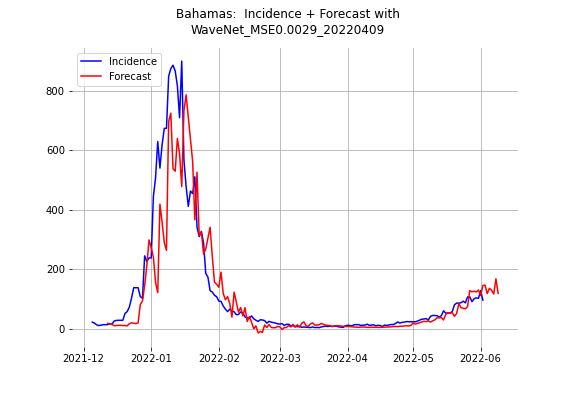 Bahamas:  Incidence + Forecast with
WaveNet_MSE0.0029_20220409
Incidence
Forecast
800
600
400
200
0
2021-12 2022-01 2022-02 2022-03 2022-04 2022-05 2022-06